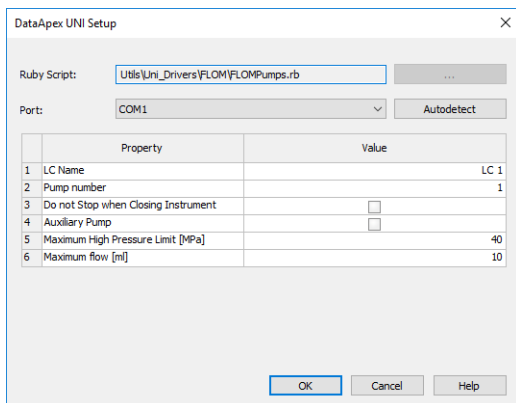 DataApex UNI Setup
Ruby Script: Utils\Uni_Drivers\FLOM\FLOMPumps.rb ...
Port: COM1 Autodetect
Property Value
1 LC Name LC 1
2 Pump number 1
3 Do not Stop when Closing Instrument
4 Auxiliary Pump
5 Maximum High Pressure Limit [MPa] 40
6 Maximum flow [ml] 10
OK Cancel Help